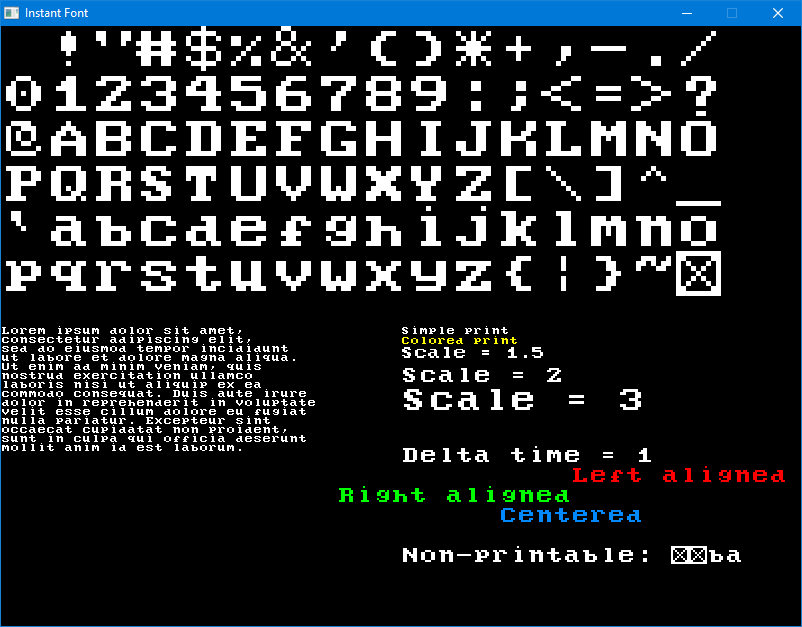 Instant Font
!"#$%&'()*+,-./
0123456789:;<=>?
@ABCDEFGHIJKLMNO
PQRSTUVWXYZ[\]^_
`abcdefghijklmno
pqrstuvwxyz{|}~
Lorem ipsum dolor sit amet,
consectetur adipiscing elit,
sed do eiusmod tempor incididunt
ut labore et dolore magna aliqua.
Ut enim ad minim veniam, quis
nostrud exercitation ullamco
laboris nisi ut aliquip ex ea
commodo consequat. Duis aute irure
dolor in reprehenderit in voluptate
velit esse cillum dolore eu fugiat
nulla pariatur. Excepteur sint
occaecat cupidatat non proident,
sunt in culpa qui officia deserunt
mollit anim id est laborum.
Simple print
Colored print
Scale = 1.5
Scale = 2
Scale = 3
Delta time = 1
Left aligned
Right aligned
Centered
Non-printable: ba